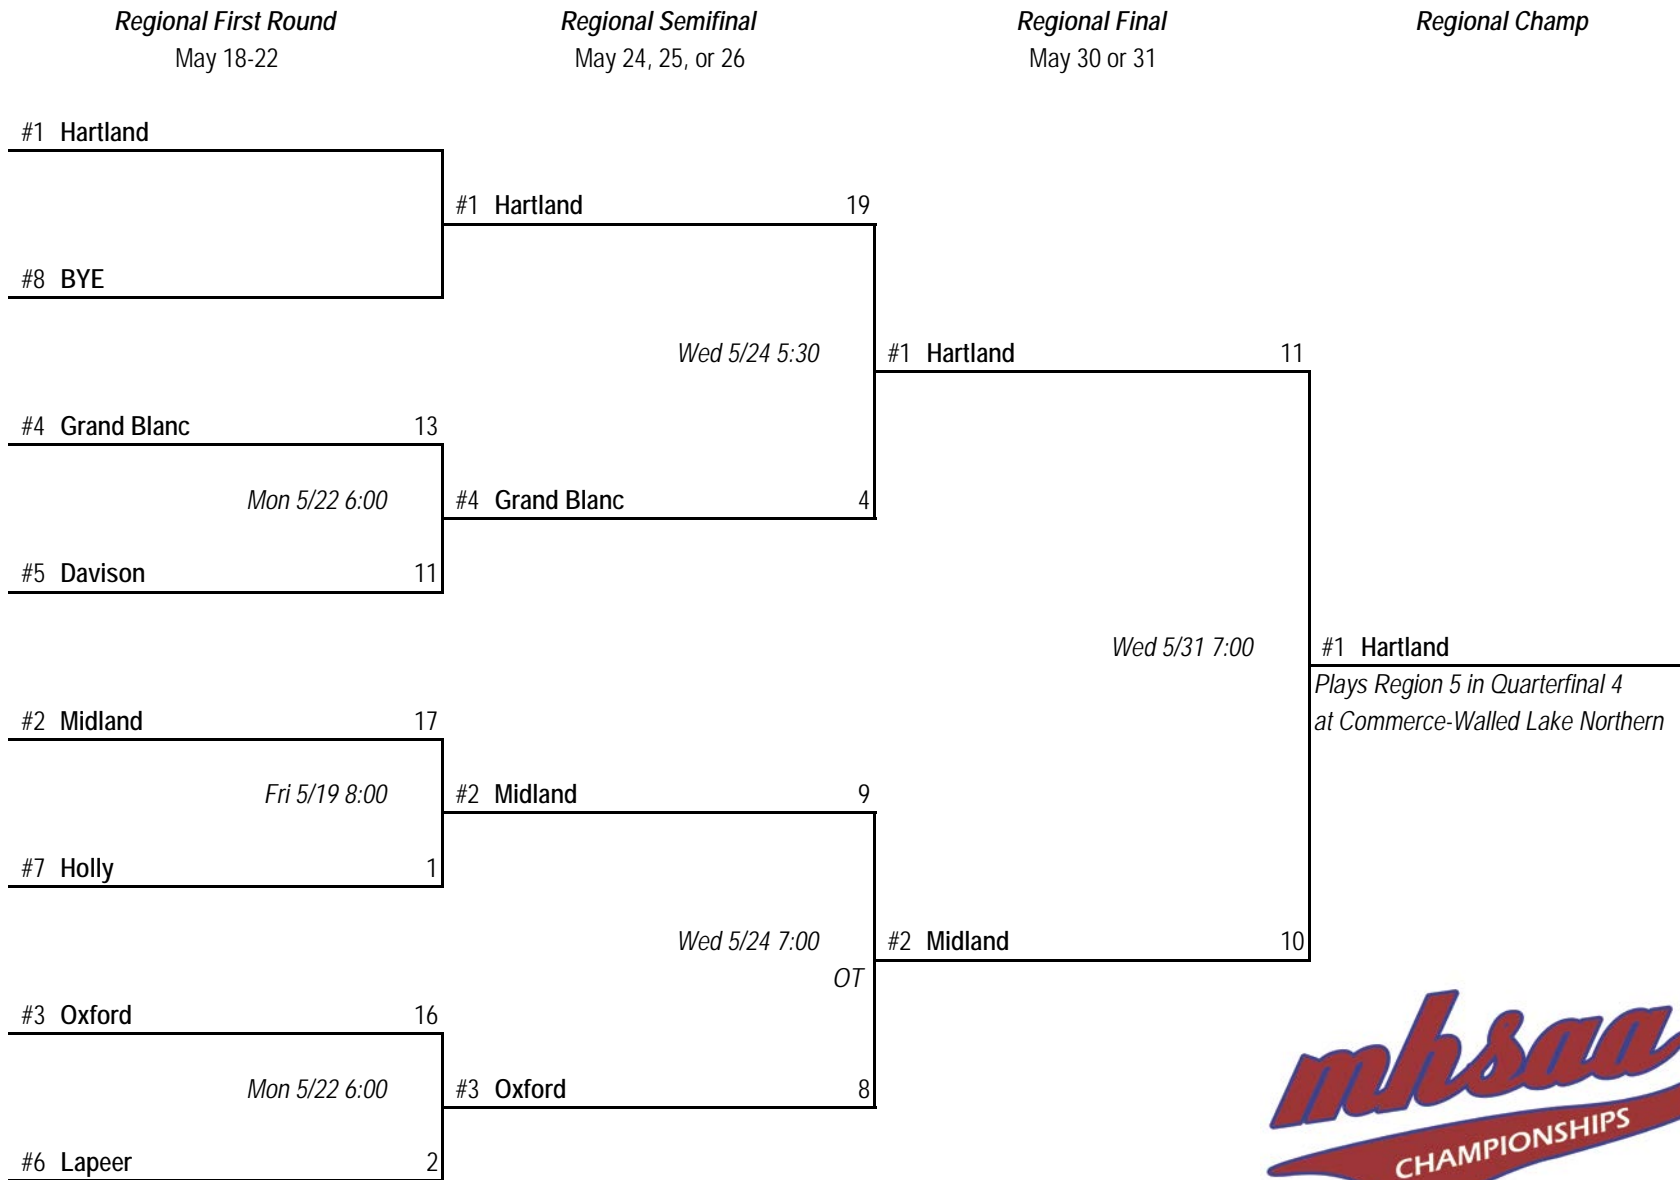 Regional First Round Regional Semifinal Regional Final Regional Champ
May 18-22 May 24, 25, or 26 May 30 or 31
#1 Hartland
#1 Hartland 19
#8 BYE
Wed 5/24 5:30 #1 Hartland 11
#4 Grand Blanc 13
Mon 5/22 6:00 #4 Grand Blanc 4
#5 Davison 11
Wed 5/31 7:00 #1 Hartland
Plays Region 5 in Quarterfinal 4
#2 Midland 17 at Commerce-Walled Lake Northern
Fri 5/19 8:00 #2 Midland 9
#7 Holly 1
Wed 5/24 7:00 #2 Midland 10
OT
#3 Oxford 16
mhsaa
Mon 5/22 6:00 #3 Oxford 8
CHAMPIONSHIPS
#6 Lapeer 2